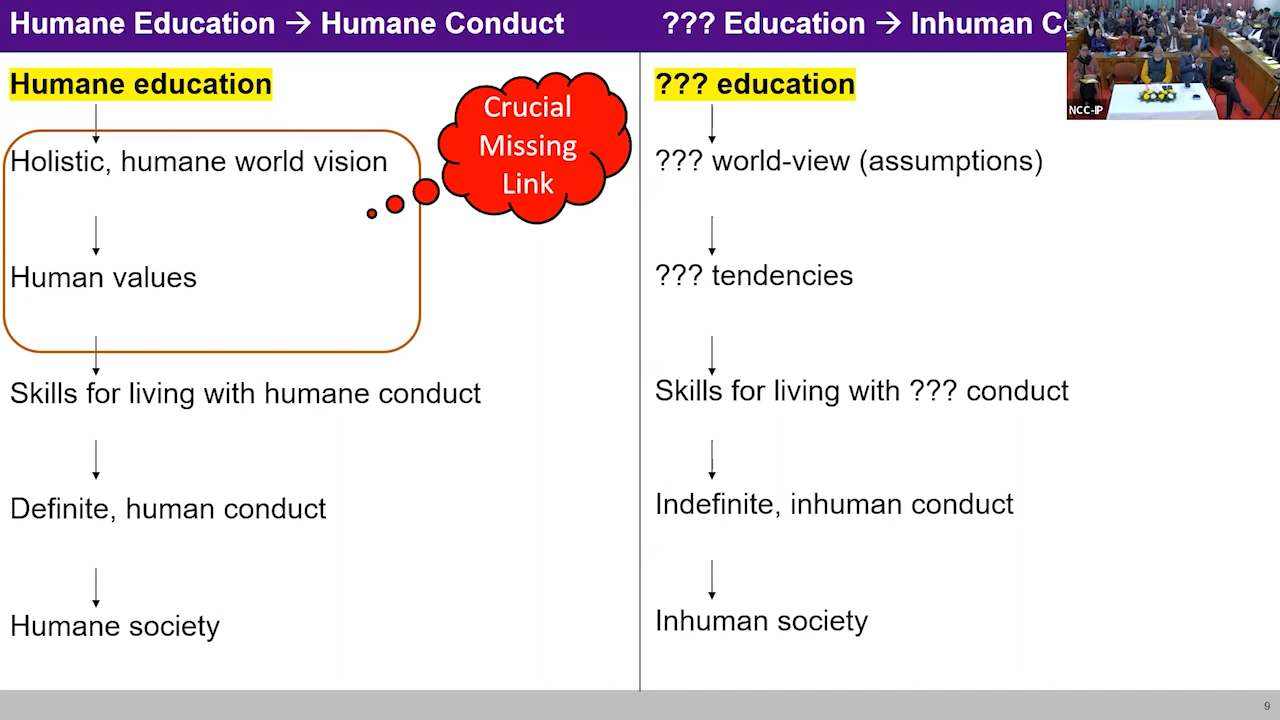 Humane Education → Humane Conduct
??? Education → Inhuman
NCC-IP
Humane education
Holistic, humane world vision
Human values
Skills for living with humane conduct
Definite, human conduct
Humane society
Crucial
Missing
Link
??? education
??? world-view (assumptions)
??? tendencies
Skills for living with ??? conduct
Indefinite, inhuman conduct
Inhuman society
9